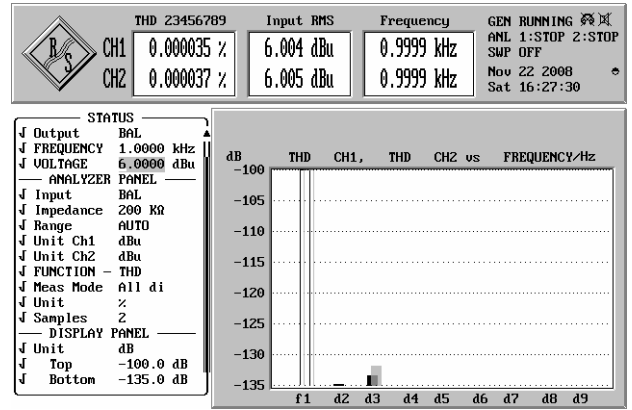 THD 23456789 Input RMS Frequency
R&S CH1 0.000035 % 6.004 dBu 0.9999 kHz
CH2 0.000037 % 6.005 dBu 0.9999 kHz
GEN RUNNING
ANL 1:STOP 2:STOP
SWP OFF
Nov 22 2008
Sat 16:27:30
STATUS
Output BAL
FREQUENCY 1.0000 kHz
VOLTAGE 6.0000 dBu
ANALYZER PANEL
Input BAL
Impedance 200 KΩ
Range AUTO
Unit Ch1 dBu
Unit Ch2 dBu
FUNCTION - THD
Meas Mode All di
Unit %
Samples 2
DISPLAY PANEL
Unit dB
Top -100.0 dB
Bottom -135.0 dB
dB THD CH1, THD CH2 vs FREQUENCY/Hz
-100
-105
-110
-115
-120
-125
-130
-135
f1 d2 d3 d4 d5 d6 d7 d8 d9